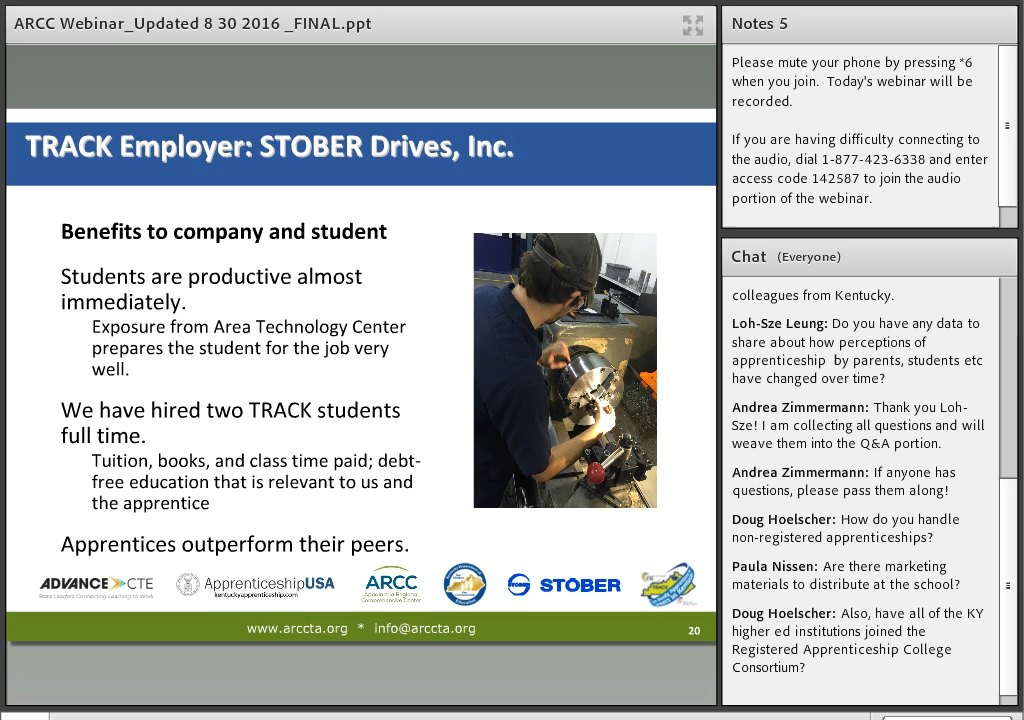 ARCC Webinar_Updated 8 30 2016 _FINAL.ppt
TRACK Employer: STOBER Drives, Inc.
Benefits to company and student
Students are productive almost
immediately.
Exposure from Area Technology Center
prepares the student for the job very
well.
We have hired two TRACK students
full time.
Tuition, books, and class time paid; debt-
free education that is relevant to us and
the apprentice
Apprentices outperform their peers.
ADVANCE CTE
State Leaders Connecting Learning to Work
ApprenticeshipUSA
kentuckyapprenticeship.com
ARCC
Appalachia Regional
Comprehensive Center
STOBER
www.arccta.org * info@arccta.org
20
Notes 5
Please mute your phone by pressing *6
when you join. Today's webinar will be
recorded.
If you are having difficulty connecting to
the audio, dial 1-877-423-6338 and enter
access code 142587 to join the audio
portion of the webinar.
Chat (Everyone)
colleagues from Kentucky.
Loh-Sze Leung: Do you have any data to
share about how perceptions of
apprenticeship by parents, students etc
have changed over time?
Andrea Zimmermann: Thank you Loh-
Sze! I am collecting all questions and will
weave them into the Q&A portion.
Andrea Zimmermann: If anyone has
questions, please pass them along!
Doug Hoelscher: How do you handle
non-registered apprenticeships?
Paula Nissen: Are there marketing
materials to distribute at the school?
Doug Hoelscher: Also, have all of the KY
higher ed institutions joined the
Registered Apprenticeship College
Consortium?